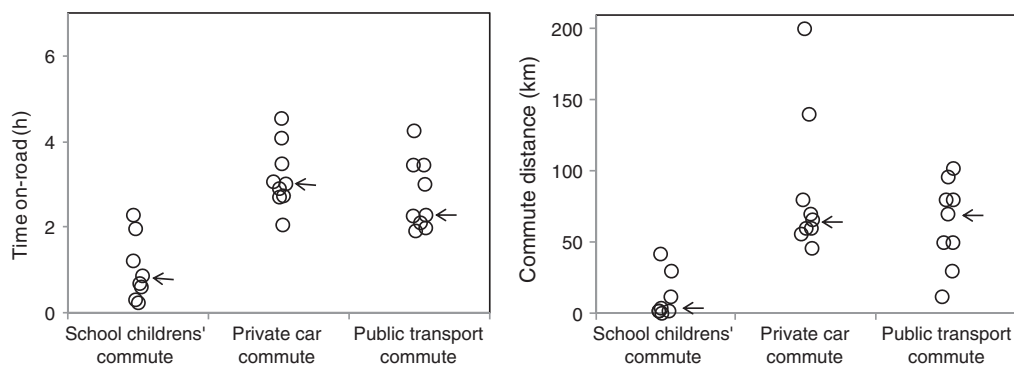 Time on-road (h)
6
4
2
0
School childrens'
commute
Private car
commute
Public transport
commute
Commute distance (km)
200
150
100
50
0
School childrens'
commute
Private car
commute
Public transport
commute